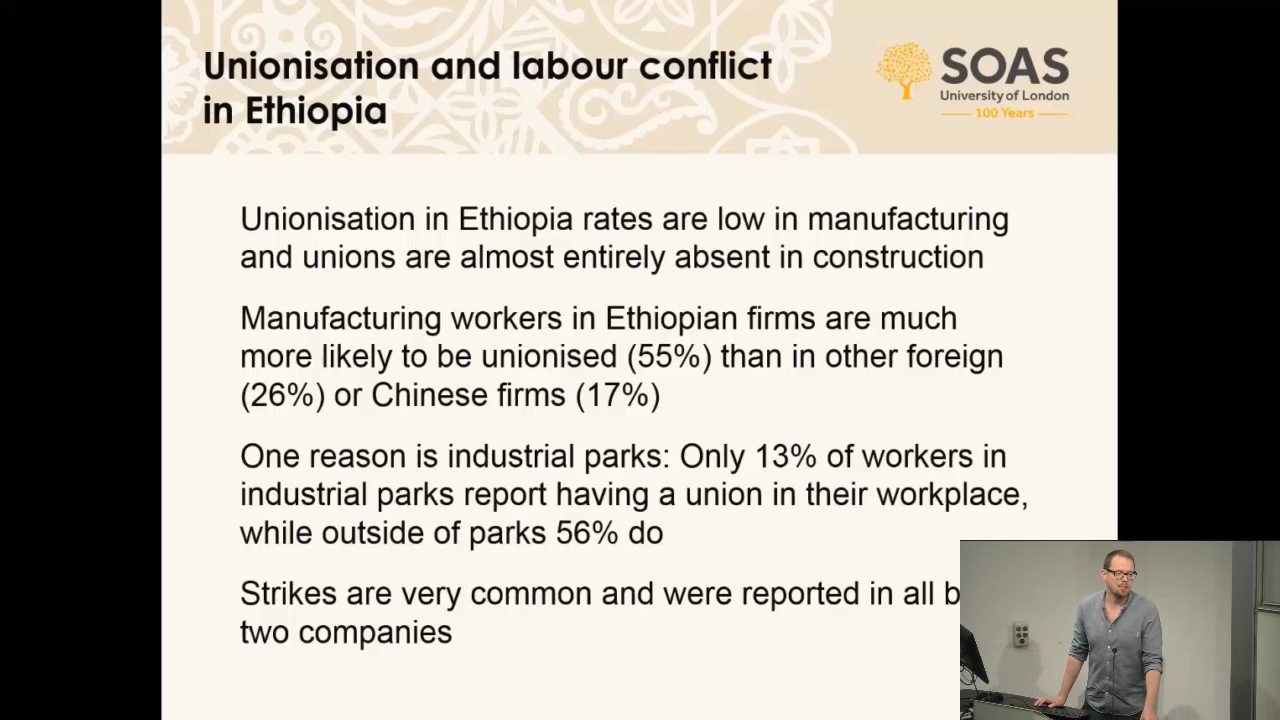 Unionisation and labour conflict
in Ethiopia
SOAS
University of London
100 Years
Unionisation in Ethiopia rates are low in manufacturing
and unions are almost entirely absent in construction
Manufacturing workers in Ethiopian firms are much
more likely to be unionised (55%) than in other foreign
(26%) or Chinese firms (17%)
One reason is industrial parks: Only 13% of workers in
industrial parks report having a union in their workplace,
while outside of parks 56% do
Strikes are very common and were reported in all
two companies